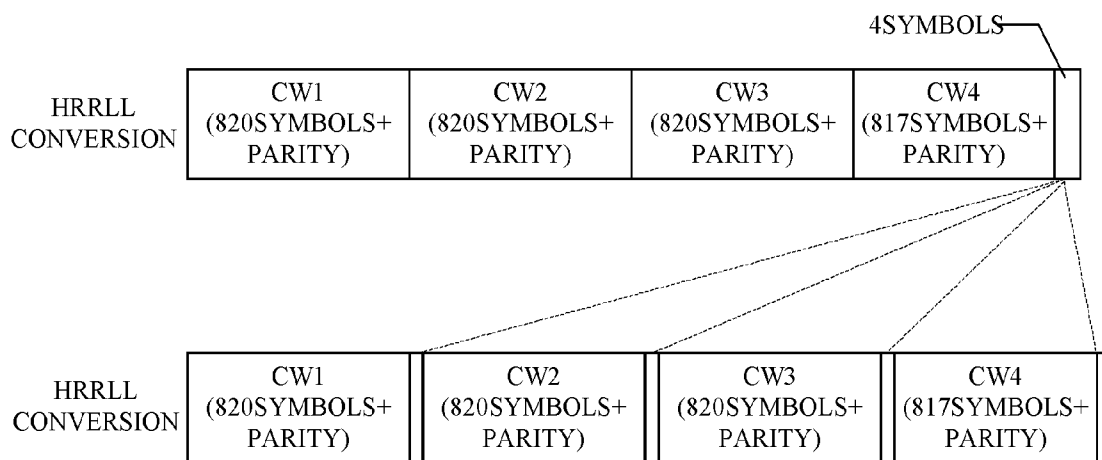 4SYMBOLS
HRRLL
CONVERSION
CW1
(820SYMBOLS+
PARITY)
CW2
(820SYMBOLS+
PARITY)
CW3
(820SYMBOLS+
PARITY)
CW4
(817SYMBOLS+
PARITY)
HRRLL
CONVERSION
CW1
(820SYMBOLS+
PARITY)
CW2
(820SYMBOLS+
PARITY)
CW3
(820SYMBOLS+
PARITY)
CW4
(817SYMBOLS+
PARITY)